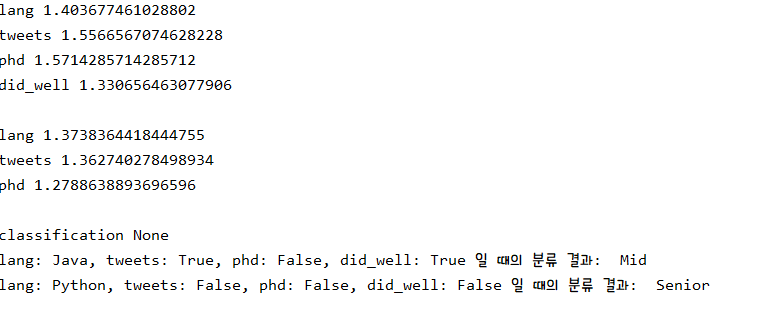 lang 1.403677461028802
tweets 1.5566567074628228
phd 1.5714285714285712
did_well 1.330656463077906
lang 1.3738364418444755
tweets 1.362740278498934
phd 1.2788638893696596
classification None
lang: Java, tweets: True, phd: False, did_well: True 일 때의 분류 결과:  Mid
lang: Python, tweets: False, phd: False, did_well: False 일 때의 분류 결과:  Senior